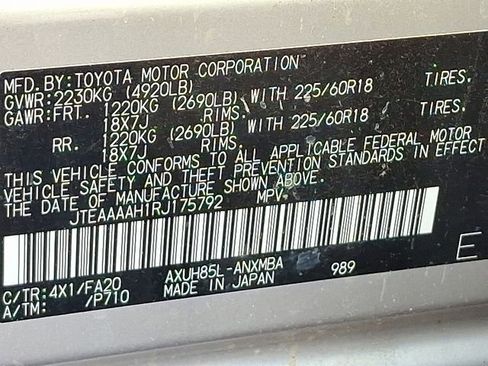 MFD. BY: TOYOTA MOTOR CORPORATION
GVWR: 2230KG (4920LB)
GAWR: FRT. 1220KG (2690LB) WITH 225/60R18 TIRES.
18X7J RIMS.
RR. 1220KG (2690LB) WITH 225/60R18 TIRES.
18X7J RIMS.
THIS VEHICLE CONFORMS TO ALL APPLICABLE FEDERAL MOTOR
VEHICLE SAFETY AND THEFT PREVENTION STANDARDS IN EFFECT
ON THE DATE OF MANUFACTURE SHOWN ABOVE.
JTEAAAAH1RJ175792 MPV
AXUH85L-ANXMBA
C/TR: 4X1/FA20 MADE IN JAPAN 989
A/TM: /P710
E